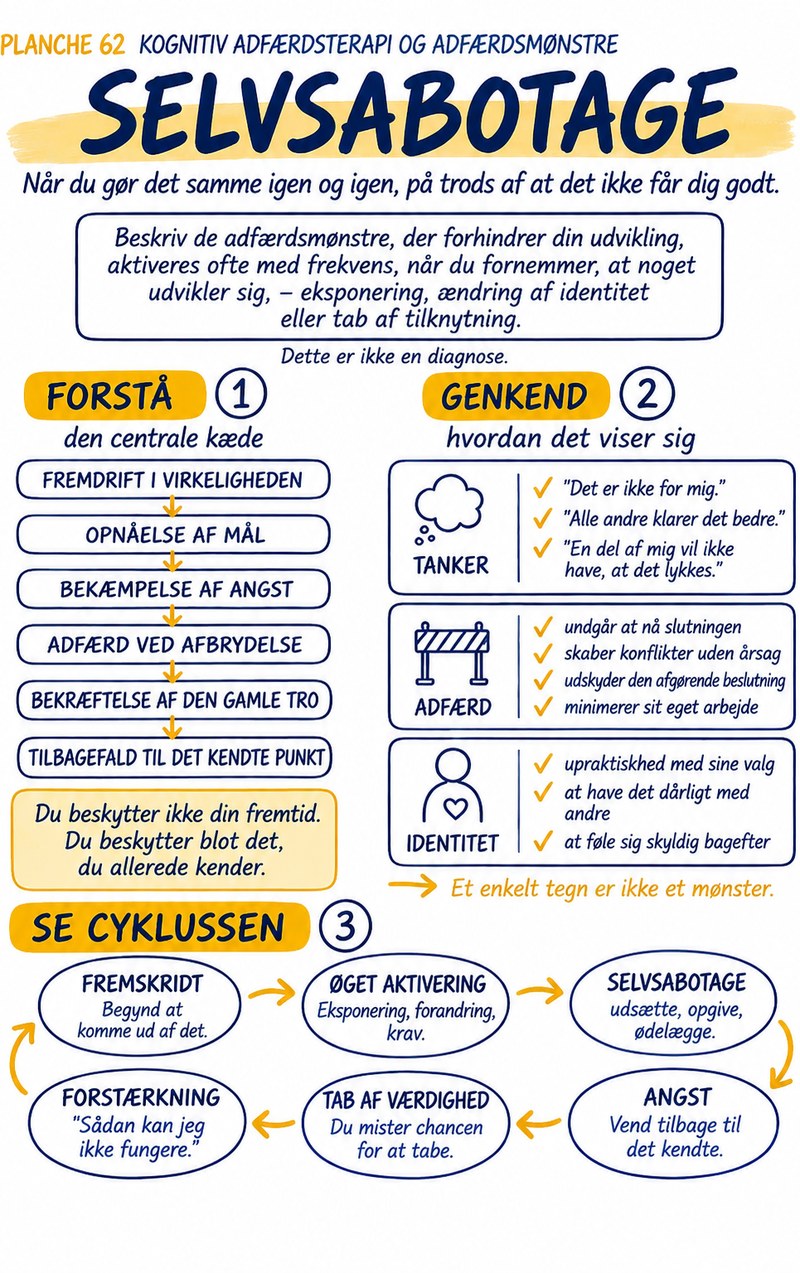 PLANCHE 62 KOGNITIV ADFÆRDSTERAPI OG ADFÆRDSMØNSTRE
SELVSABOTAGE
Når du gør det samme igen og igen, på trods af at det ikke får dig godt.
Beskriv de adfærdsmønstre, der forhindrer din udvikling,
aktiveres ofte med frekvens, når du fornemmer, at noget
udvikler sig, – eksponering, ændring af identitet
eller tab af tilknytning.
Dette er ikke en diagnose.
FORSTÅ 1
den centrale kæde
FREMDRIFT I VIRKELIGHEDEN
OPNÅELSE AF MÅL
BEKÆMPELSE AF ANGST
ADFÆRD VED AFBRYDELSE
BEKRÆFTELSE AF DEN GAMLE TRO
TILBAGEFALD TIL DET KENDTE PUNKT
Du beskytter ikke din fremtid.
Du beskytter blot det,
du allerede kender.
GENKEND 2
hvordan det viser sig
TANKER
"Det er ikke for mig."
"Alle andre klarer det bedre."
"En del af mig vil ikke
have, at det lykkes."
ADFÆRD
undgår at nå slutningen
skaber konflikter uden årsag
udskyder den afgørende beslutning
minimerer sit eget arbejde
IDENTITET
upraktiskhed med sine valg
at have det dårligt med
andre
at føle sig skyldig bagefter
Et enkelt tegn er ikke et mønster.
SE CYKLUSSEN 3
FREMSKRIDT
Begynd at
komme ud af det.
ØGET AKTIVERING
Eksponering, forandring,
krav.
SELVSABOTAGE
udsætte, opgive,
ødelægge.
ANGST
Vend tilbage til
det kendte.
TAB AF VÆRDIGHED
Du mister chancen
for at tabe.
FORSTÆRKNING
"Sådan kan jeg
ikke fungere."